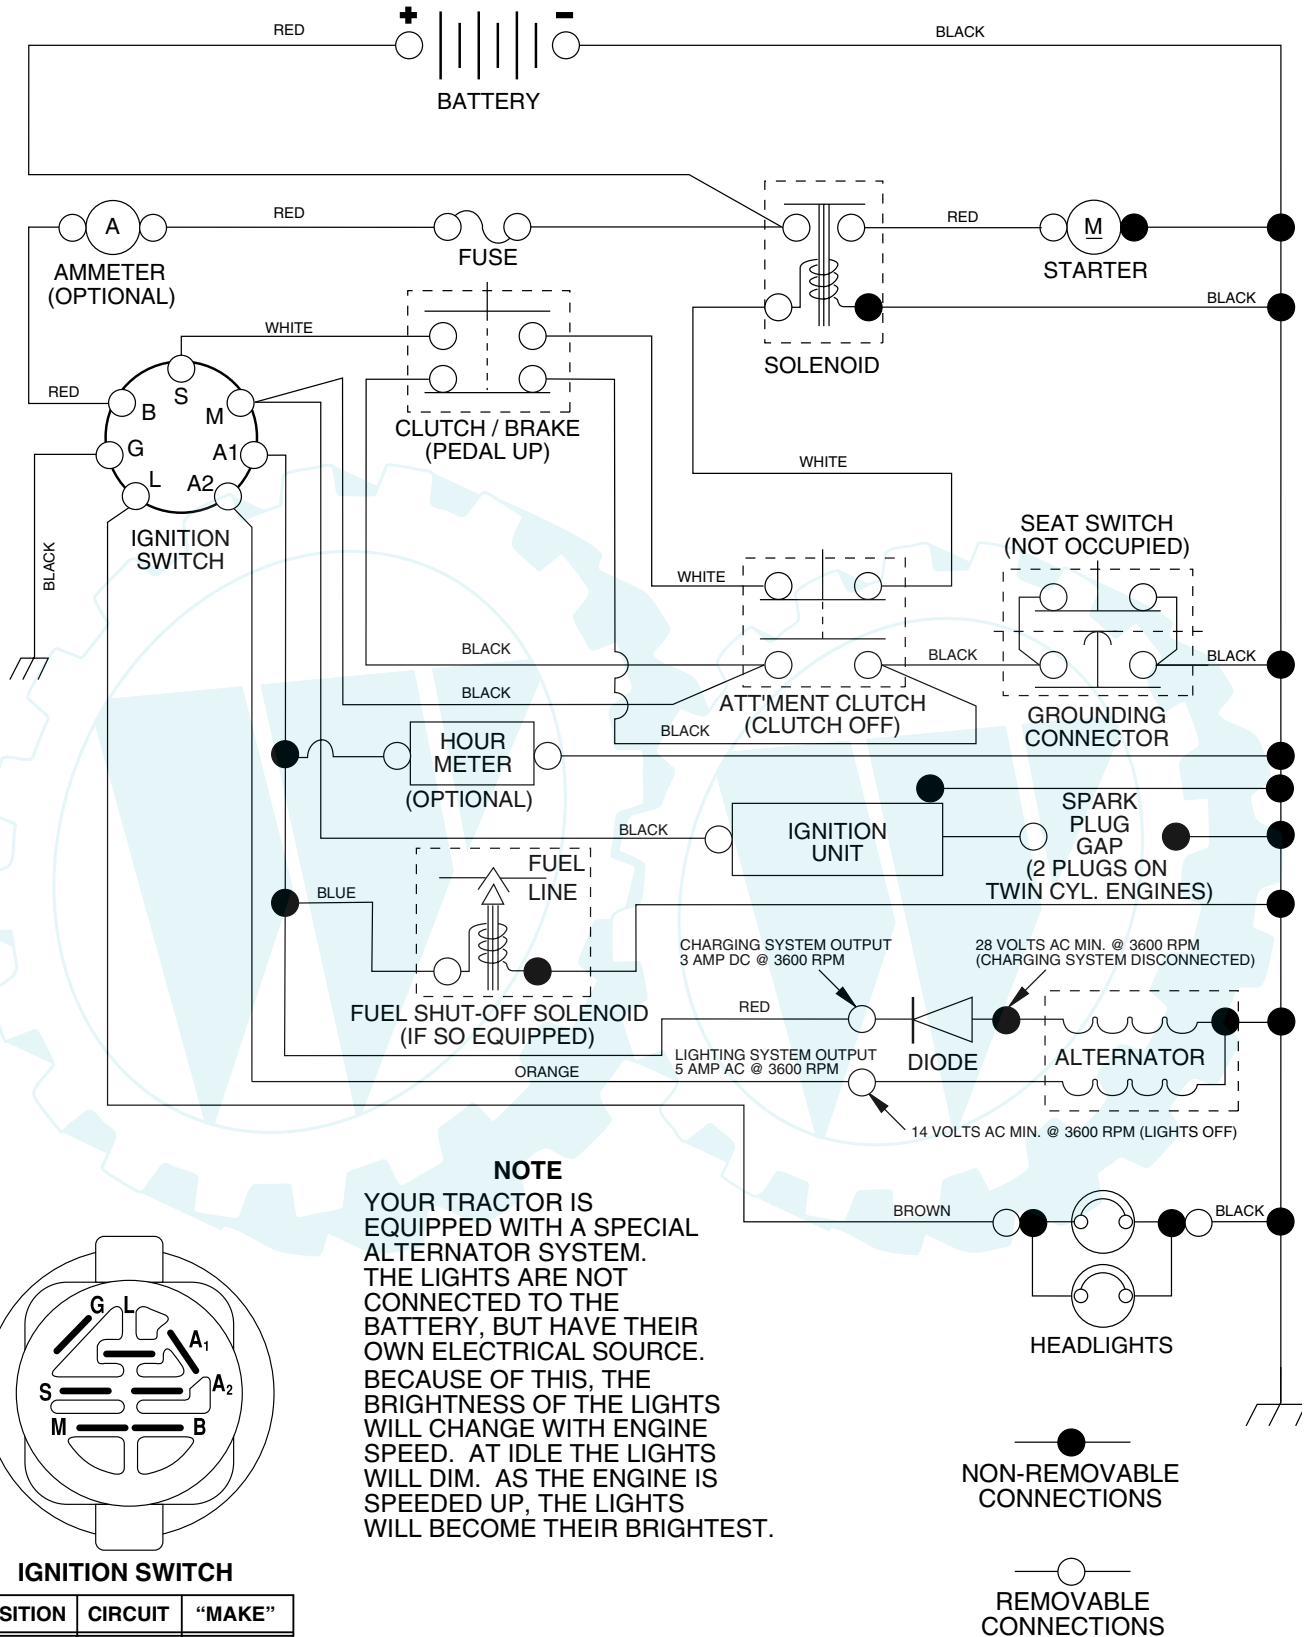 RED
+
−
BLACK
BATTERY
A
RED
FUSE
RED
M
STARTER
AMMETER
(OPTIONAL)
BLACK
WHITE
SOLENOID
RED
S
B
M
G
A1
L
A2
CLUTCH / BRAKE
(PEDAL UP)
WHITE
IGNITION
SWITCH
BLACK
SEAT SWITCH
(NOT OCCUPIED)
WHITE
BLACK
BLACK
BLACK
BLACK
ATT'MENT CLUTCH
(CLUTCH OFF)
GROUNDING
CONNECTOR
BLACK
HOUR
METER
(OPTIONAL)
BLACK
IGNITION
UNIT
SPARK
PLUG
GAP
(2 PLUGS ON
TWIN CYL. ENGINES)
BLUE
FUEL
LINE
CHARGING SYSTEM OUTPUT
3 AMP DC @ 3600 RPM
28 VOLTS AC MIN. @ 3600 RPM
(CHARGING SYSTEM DISCONNECTED)
FUEL SHUT-OFF SOLENOID
(IF SO EQUIPPED)
RED
DIODE
ALTERNATOR
LIGHTING SYSTEM OUTPUT
5 AMP AC @ 3600 RPM
ORANGE
14 VOLTS AC MIN. @ 3600 RPM (LIGHTS OFF)
NOTE
YOUR TRACTOR IS
EQUIPPED WITH A SPECIAL
ALTERNATOR SYSTEM.
THE LIGHTS ARE NOT
CONNECTED TO THE
BATTERY, BUT HAVE THEIR
OWN ELECTRICAL SOURCE.
BECAUSE OF THIS, THE
BRIGHTNESS OF THE LIGHTS
WILL CHANGE WITH ENGINE
SPEED. AT IDLE THE LIGHTS
WILL DIM. AS THE ENGINE IS
SPEEDED UP, THE LIGHTS
WILL BECOME THEIR BRIGHTEST.
BROWN
BLACK
HEADLIGHTS
G L
A1
S
A2
M
B
IGNITION SWITCH
SITION CIRCUIT “MAKE”
NON-REMOVABLE
CONNECTIONS
REMOVABLE
CONNECTIONS